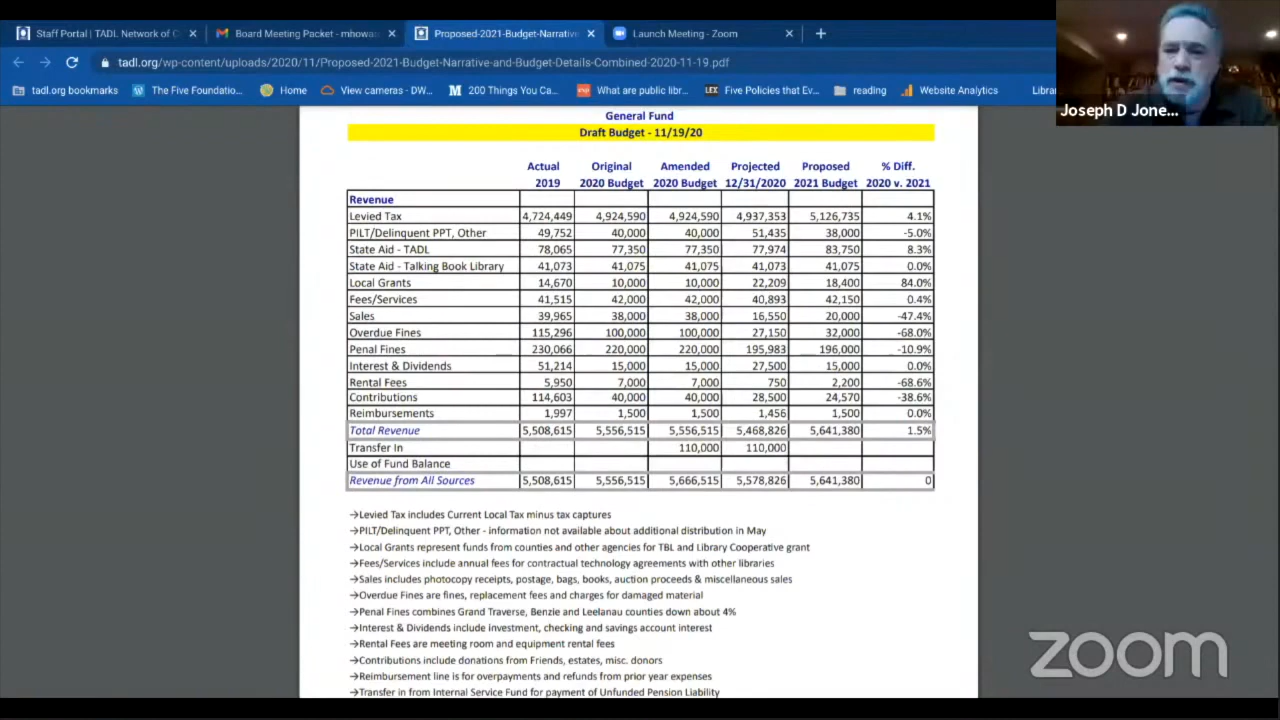 Staff Portal | TADL Network of C
Board Meeting Packet - mhowa
Proposed-2021-Budget-Narrativ
Launch Meeting - Zoom
tadl.org/wp-content/uploads/2020/11/Proposed-2021-Budget-Narrative-and-Budget-Details-Combined-2020-11-19.pdf
tadl.org bookmarks The Five Foundatio... Home View cameras - DW... M 200 Things You Ca... What are public libr... LEX Five Policies that Ev... reading Website Analytics Librar
Joseph D Jone...
General Fund
Draft Budget - 11/19/20
Actual Original Amended Projected Proposed % Diff.
2019 2020 Budget 2020 Budget 12/31/2020 2021 Budget 2020 v. 2021
Revenue
Levied Tax 4,724,449 4,924,590 4,924,590 4,937,353 5,126,735 4.1%
PILT/Delinquent PPT, Other 49,752 40,000 40,000 51,435 38,000 -5.0%
State Aid - TADL 78,065 77,350 77,350 77,974 83,750 8.3%
State Aid - Talking Book Library 41,073 41,075 41,075 41,073 41,075 0.0%
Local Grants 14,670 10,000 10,000 22,209 18,400 84.0%
Fees/Services 41,515 42,000 42,000 40,893 42,150 0.4%
Sales 39,965 38,000 38,000 16,550 20,000 -47.4%
Overdue Fines 115,296 100,000 100,000 27,150 32,000 -68.0%
Penal Fines 230,066 220,000 220,000 195,983 196,000 -10.9%
Interest & Dividends 51,214 15,000 15,000 27,500 15,000 0.0%
Rental Fees 5,950 7,000 7,000 750 2,200 -68.6%
Contributions 114,603 40,000 40,000 28,500 24,570 -38.6%
Reimbursements 1,997 1,500 1,500 1,456 1,500 0.0%
Total Revenue 5,508,615 5,556,515 5,556,515 5,468,826 5,641,380 1.5%
Transfer In 110,000 110,000
Use of Fund Balance
Revenue from All Sources 5,508,615 5,556,515 5,666,515 5,578,826 5,641,380 0
→Levied Tax includes Current Local Tax minus tax captures
→PILT/Delinquent PPT, Other - information not available about additional distribution in May
→Local Grants represent funds from counties and other agencies for TBL and Library Cooperative grant
→Fees/Services include annual fees for contractual technology agreements with other libraries
→Sales includes photocopy receipts, postage, bags, books, auction proceeds & miscellaneous sales
→Overdue Fines are fines, replacement fees and charges for damaged material
→Penal Fines combines Grand Traverse, Benzie and Leelanau counties down about 4%
→Interest & Dividends include investment, checking and savings account interest
→Rental Fees are meeting room and equipment rental fees
→Contributions include donations from Friends, estates, misc. donors
→Reimbursement line is for overpayments and refunds from prior year expenses
→Transfer in from Internal Service Fund for payment of Unfunded Pension Liability
zoom